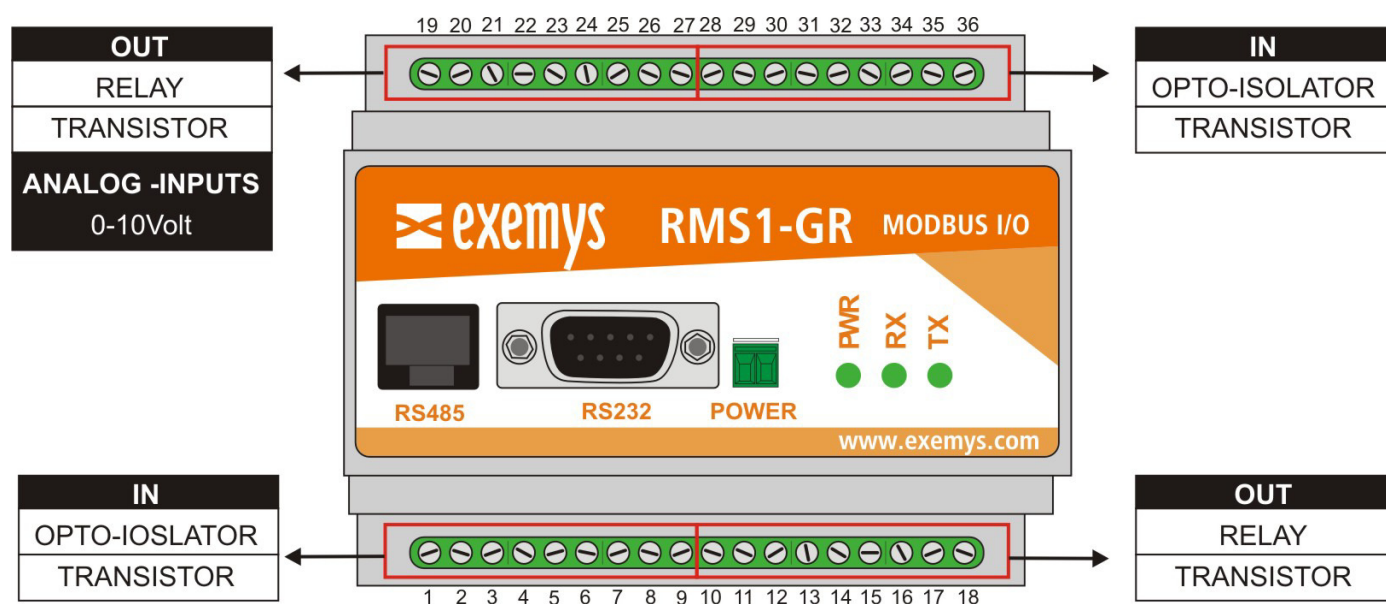 19 20 21 22 23 24 25 26 27 28 29 30 31 32 33 34 35 36
OUT
RELAY
TRANSISTOR
ANALOG -INPUTS
0-10Volt
IN
OPTO-ISOLATOR
TRANSISTOR
exemys
RMS1-GR
MODBUS I/O
PWR
RX
TX
RS485
RS232
POWER
www.exemys.com
IN
OPTO-IOSLATOR
TRANSISTOR
OUT
RELAY
TRANSISTOR
1 2 3 4 5 6 7 8 9 10 11 12 13 14 15 16 17 18